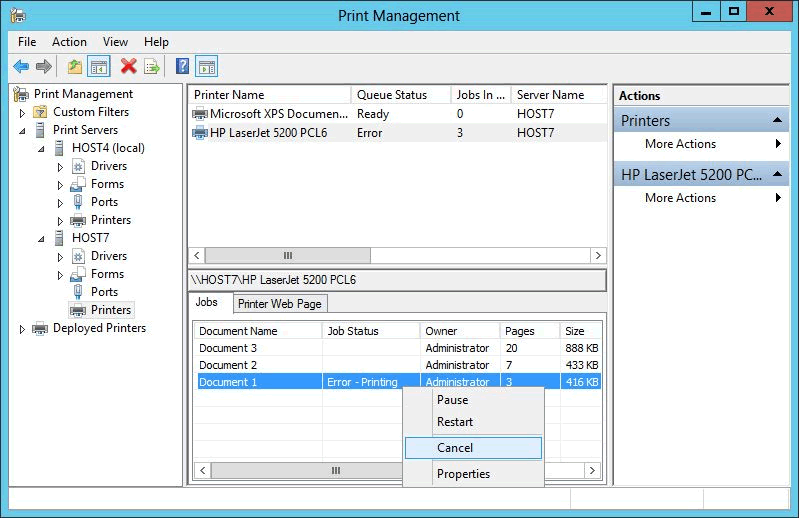 Print Management
File Action View Help
Print Management
Custom Filters
Print Servers
HOST4 (local)
Drivers
Forms
Ports
Printers
HOST7
Drivers
Forms
Ports
Printers
Deployed Printers
Printer Name Queue Status Jobs In ... Server Name
Microsoft XPS Documen... Ready 0 HOST7
HP LaserJet 5200 PCL6 Error 3 HOST7
\\HOST7\HP LaserJet 5200 PCL6
Jobs Printer Web Page
Document Name Job Status Owner Pages Size
Document 3 Administrator 20 888 KB
Document 2 Administrator 7 433 KB
Document 1 Error - Printing Administrator 3 416 KB
Pause
Restart
Cancel
Properties
Actions
Printers
More Actions
HP LaserJet 5200 PC...
More Actions